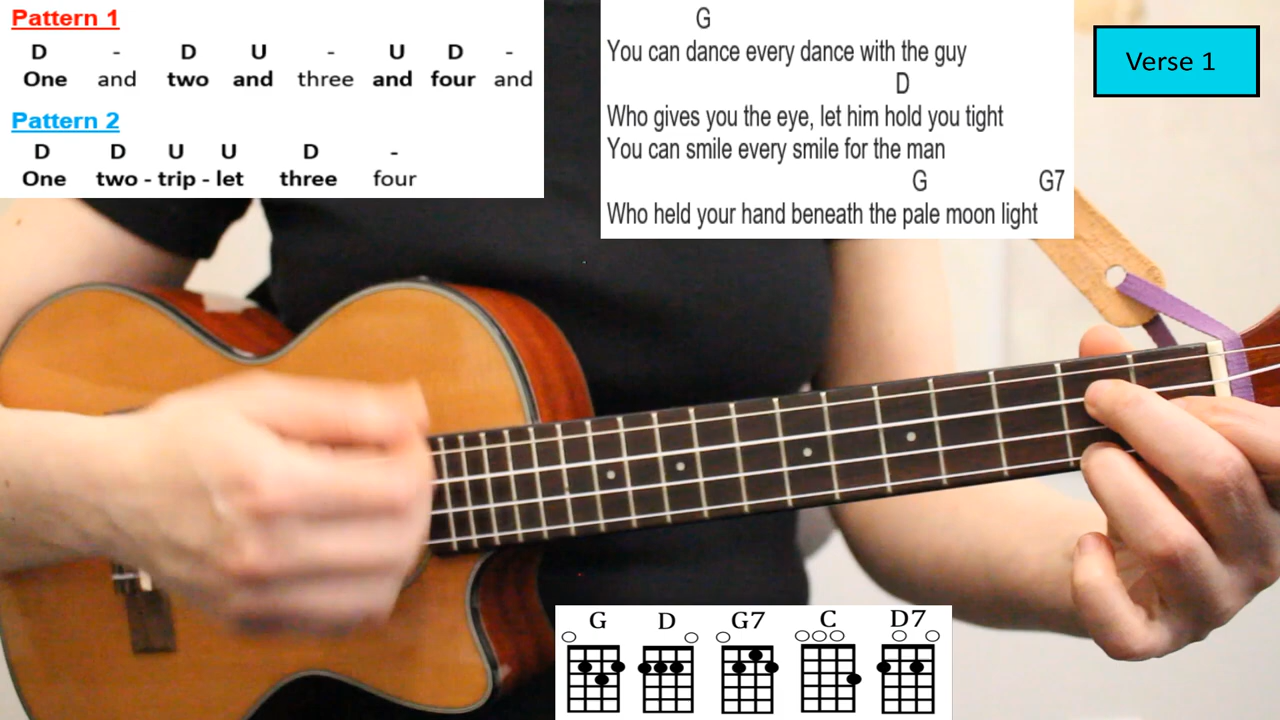 Pattern 1
D - D U - U D -
One and two and three and four and
Pattern 2
D D U U D -
One two - trip - let three four
G
You can dance every dance with the guy
D
Who gives you the eye, let him hold you tight
You can smile every smile for the man
G G7
Who held your hand beneath the pale moon light
Verse 1
G D G7 C D7